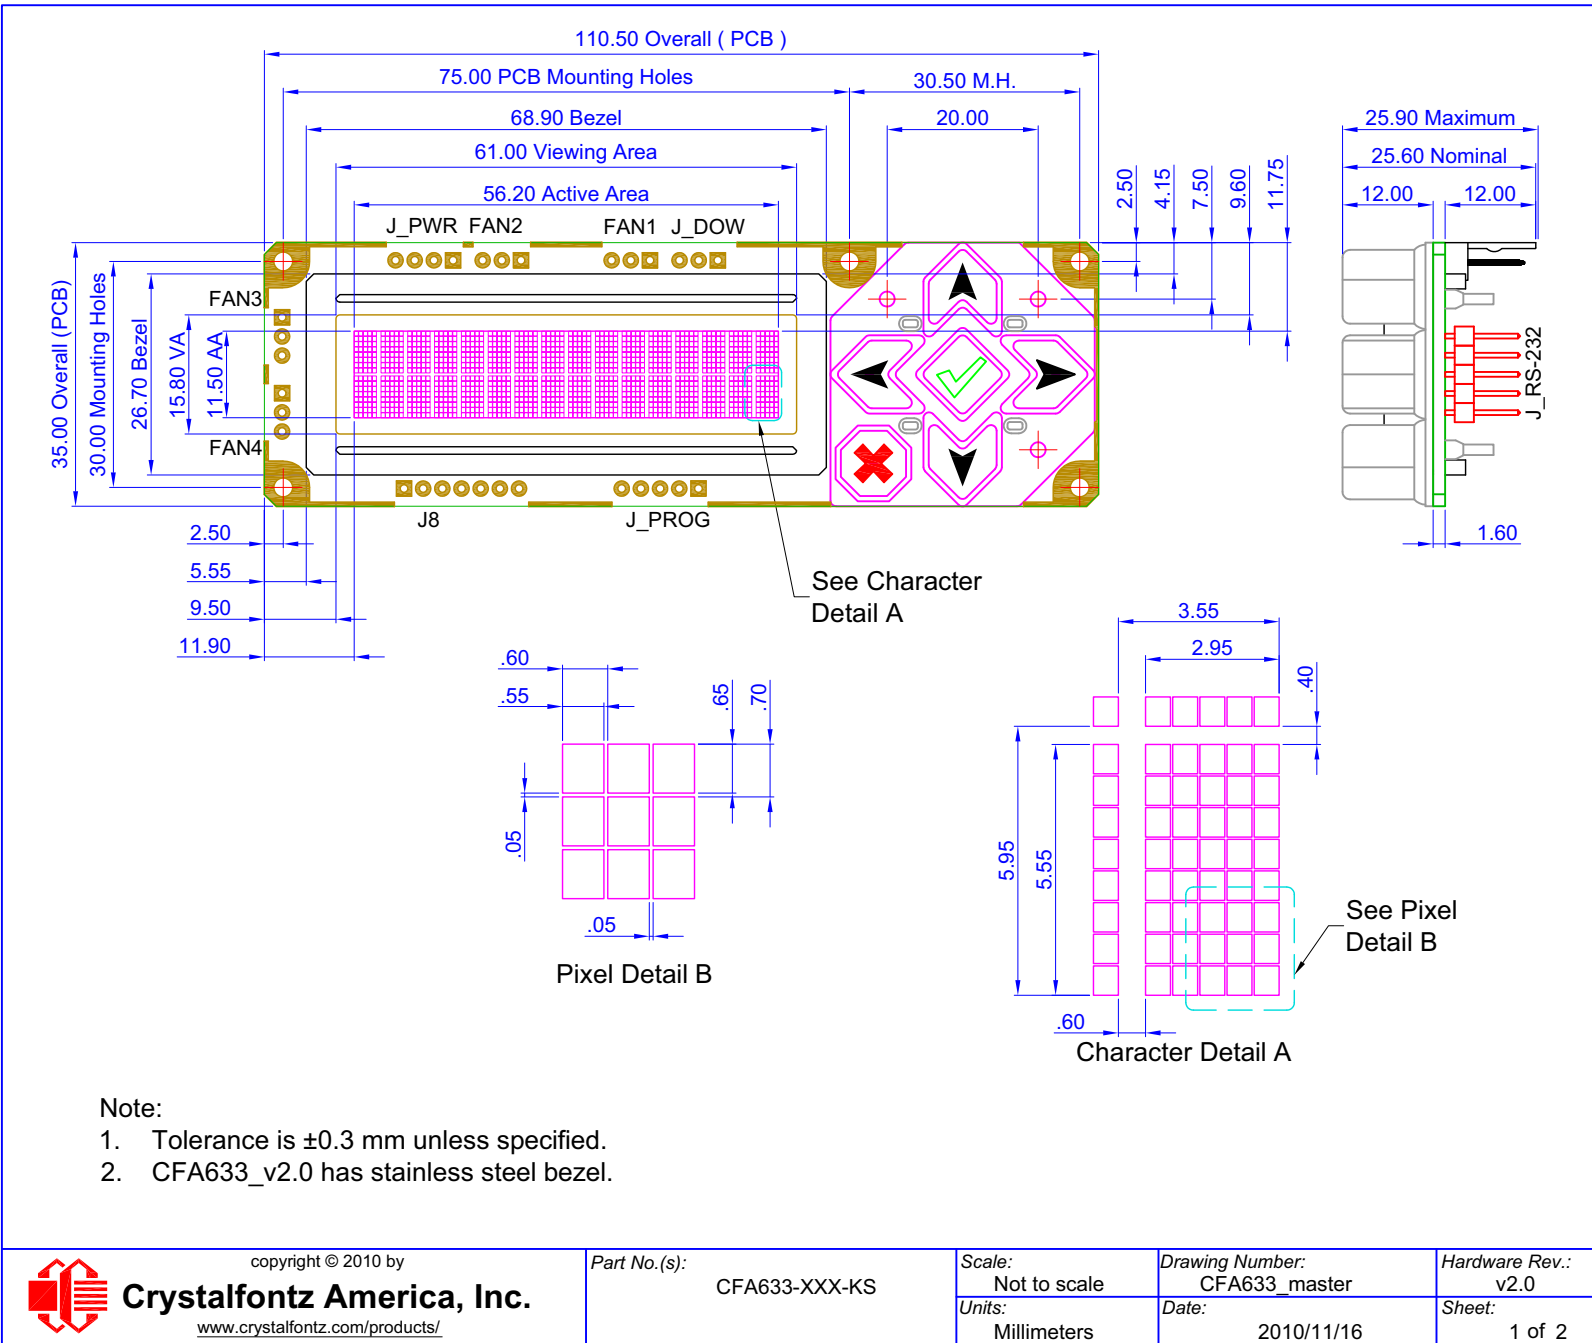 110.50 Overall ( PCB )
75.00 PCB Mounting Holes
30.50 M.H.
68.90 Bezel
20.00
61.00 Viewing Area
56.20 Active Area
2.50
4.15
7.50
9.60
11.75
25.90 Maximum
25.60 Nominal
12.00
12.00
J_PWR
FAN2
FAN1
J_DOW
FAN3
FAN4
35.00 Overall (PCB)
30.00 Mounting Holes
26.70 Bezel
15.80 VA
11.50 AA
J_RS-232
J8
J_PROG
2.50
5.55
9.50
11.90
1.60
See Character
Detail A
.60
.55
.65
.70
.05
.05
Pixel Detail B
3.55
2.95
.40
5.95
5.55
.60
See Pixel
Detail B
Character Detail A
Note:
1. Tolerance is ±0.3 mm unless specified.
2. CFA633_v2.0 has stainless steel bezel.
copyright © 2010 by
Crystalfontz America, Inc.
www.crystalfontz.com/products/
Part No.(s):
CFA633-XXX-KS
Scale:
Not to scale
Drawing Number:
CFA633_master
Hardware Rev.:
v2.0
Units:
Millimeters
Date:
2010/11/16
Sheet:
1 of 2